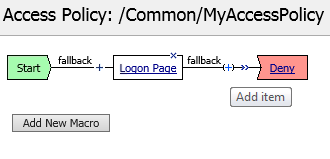 Access Policy: /Common/MyAccessPolicy
fallback fallback
Start + Logon Page × (+) Deny
Add item
Add New Macro